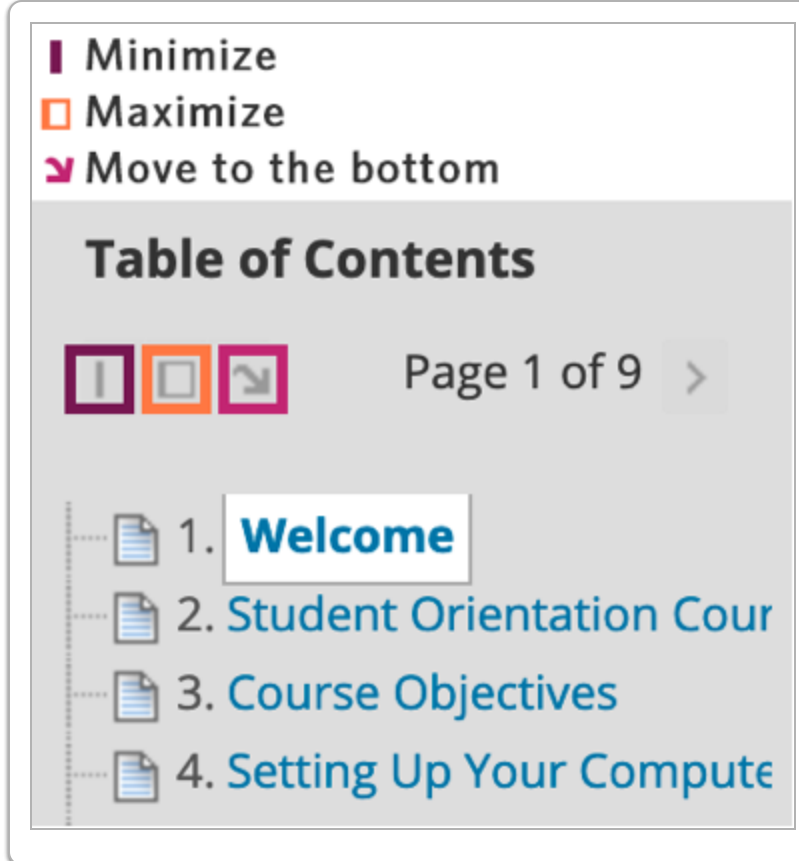 Minimize
Maximize
Move to the bottom
Table of Contents
Page 1 of 9
1. Welcome
2. Student Orientation Cour
3. Course Objectives
4. Setting Up Your Compute